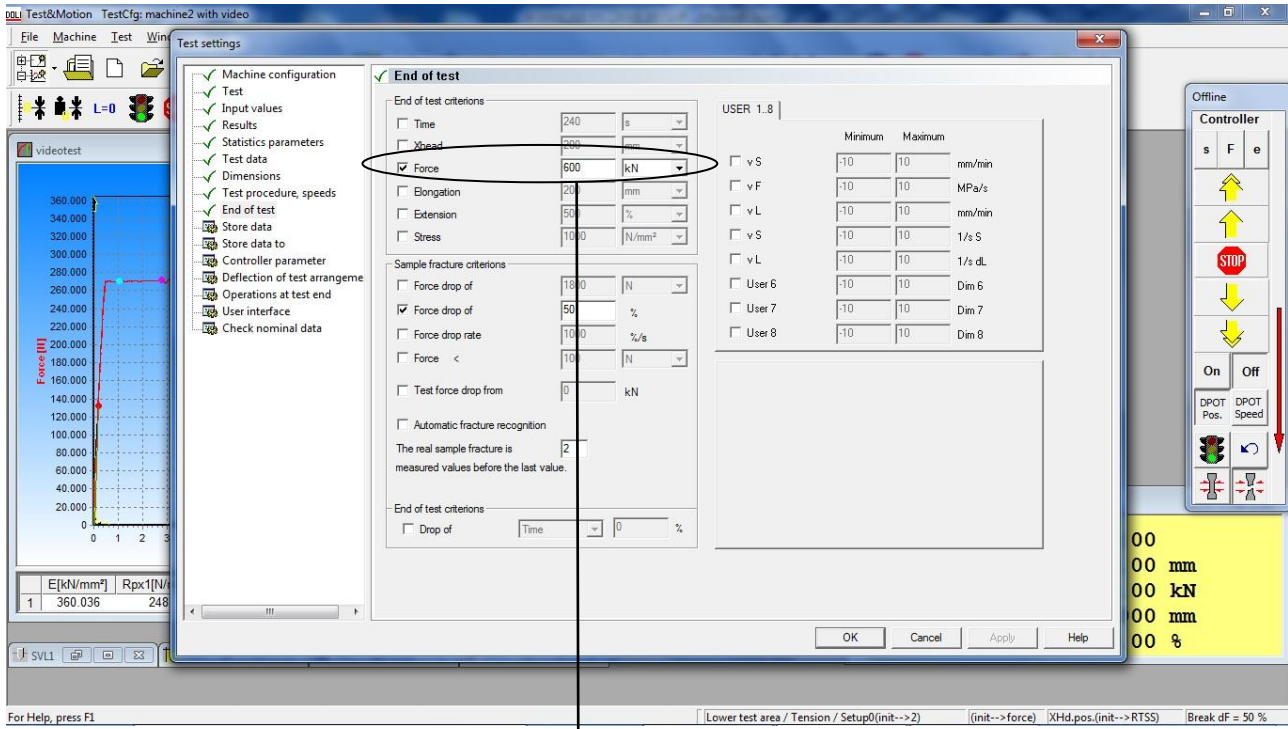 DOLI Test&Motion TestCfg: machine2 with video
File Machine Test
Test settings
L=0
videotest
360.000
340.000
320.000
300.000
280.000
260.000
240.000
220.000
200.000
180.000
160.000
140.000
120.000
100.000
80.000
60.000
40.000
20.000
0
Force [N]
0 1 2 3
E[kN/mm²]
1 360.036 248
SVL1
Machine configuration
Test
Input values
Results
Statistics parameters
Test data
Dimensions
Test procedure, speeds
End of test
Store data
Store data to
Controller parameter
Deflection of test arrangeme
Operations at test end
User interface
Check nominal data
End of test
End of test criterions
Time 240 s
Xhead 200 mm
Force 600 kN
Elongation mm
Extension %
Stress N/mm²
Sample fracture criterions
Force drop of N
Force drop of 50 %
Force drop rate %/s
Force < N
Test force drop from 0 kN
Automatic fracture recognition
The real sample fracture is 2
measured values before the last value.
End of test criterions
Drop of Time 0 %
USER 1..8
Minimum Maximum
v S -10 10 mm/min
v F -10 10 MPa/s
v L -10 10 mm/min
v S -10 10 1/s S
v L -10 10 1/s dL
User 6 -10 10 Dim 6
User 7 -10 10 Dim 7
User 8 -10 10 Dim 8
OK Cancel Apply Help
Offline
Controller
s F e
STOP
On Off
DPOT Pos. DPOT Speed
00
00 mm
00 kN
00 mm
00 %
For Help, press F1
Lower test area / Tension / Setup0(init-->2) (init-->force) XHd.pos.(init-->RTSS) Break dF = 50 %